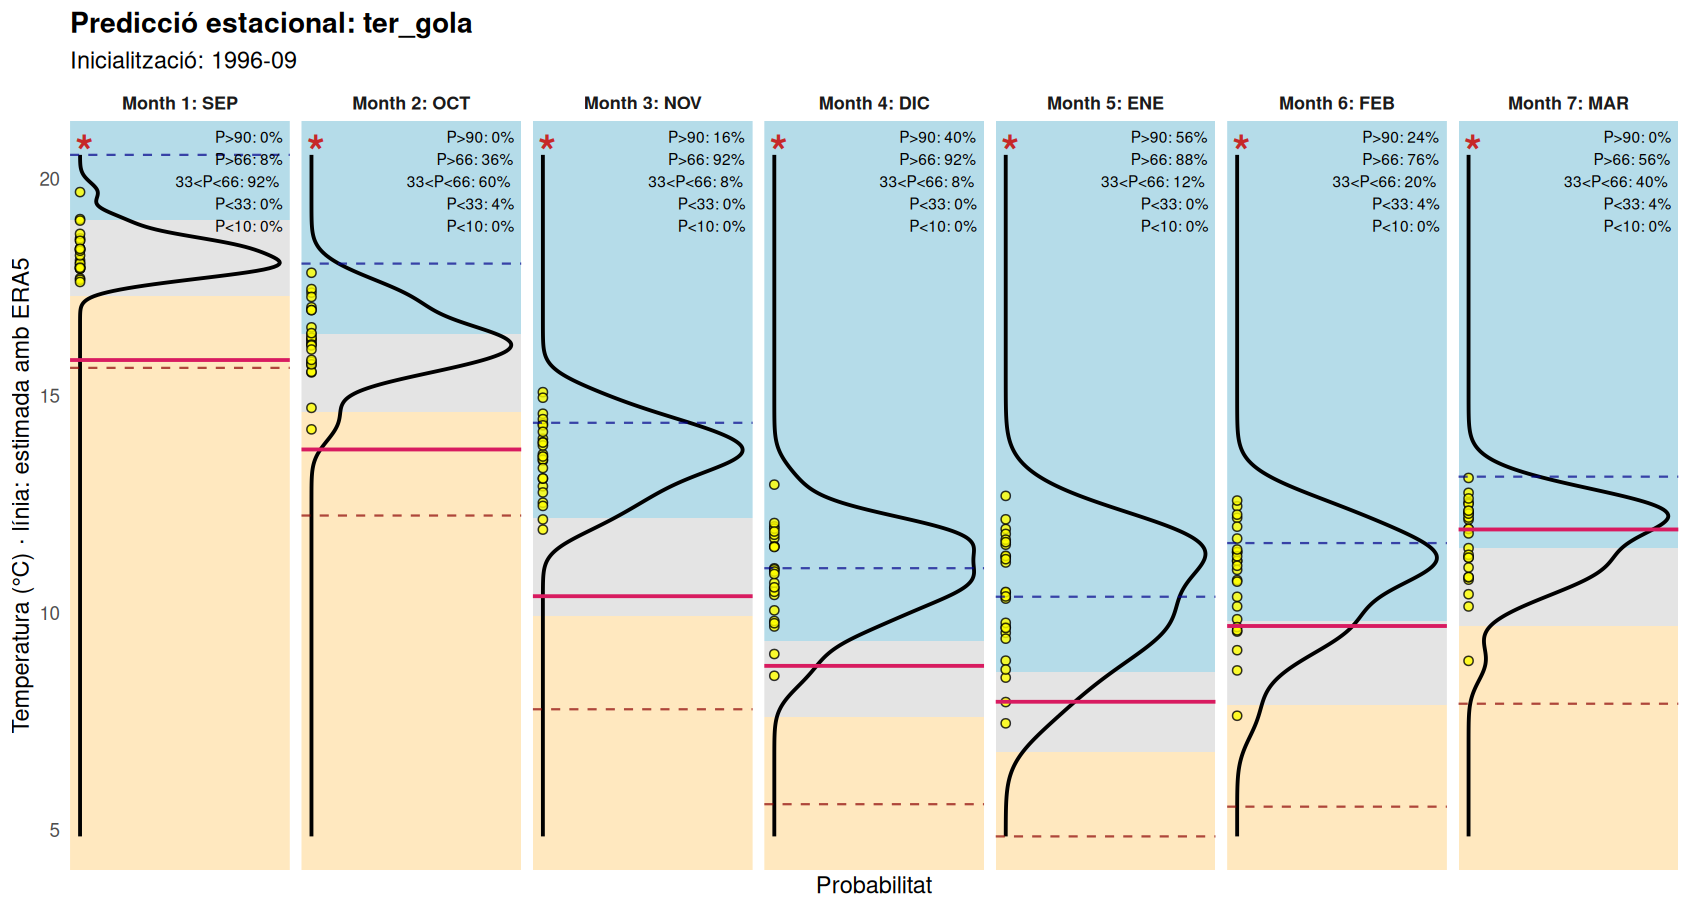 Predicció estacional: ter_gola
Inicialització: 1996-09
Month 1: SEP
Month 2: OCT
Month 3: NOV
Month 4: DIC
Month 5: ENE
Month 6: FEB
Month 7: MAR
*
P>90: 0%
P>66: 8%
33<P<66: 92%
P<33: 0%
P<10: 0%
*
P>90: 0%
P>66: 36%
33<P<66: 60%
P<33: 4%
P<10: 0%
*
P>90: 16%
P>66: 92%
33<P<66: 8%
P<33: 0%
P<10: 0%
*
P>90: 40%
P>66: 92%
33<P<66: 8%
P<33: 0%
P<10: 0%
*
P>90: 56%
P>66: 88%
33<P<66: 12%
P<33: 0%
P<10: 0%
*
P>90: 24%
P>66: 76%
33<P<66: 20%
P<33: 4%
P<10: 0%
*
P>90: 0%
P>66: 56%
33<P<66: 40%
P<33: 4%
P<10: 0%
20
15
10
5
Temperatura (°C) · línia: estimada amb ERA5
Probabilitat